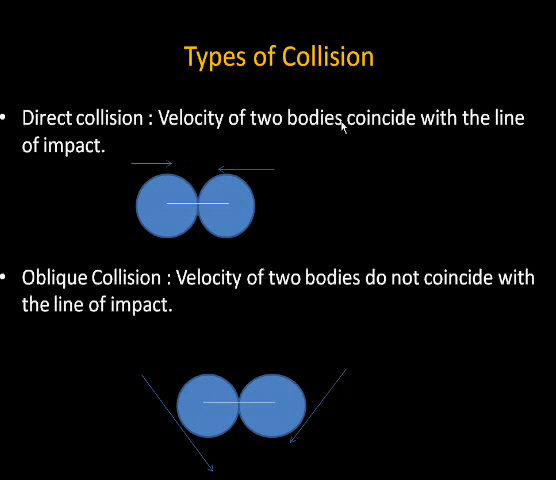 Types of Collision
• Direct collision : Velocity of two bodies coincide with the line
of impact.
• Oblique Collision : Velocity of two bodies do not coincide with
the line of impact.